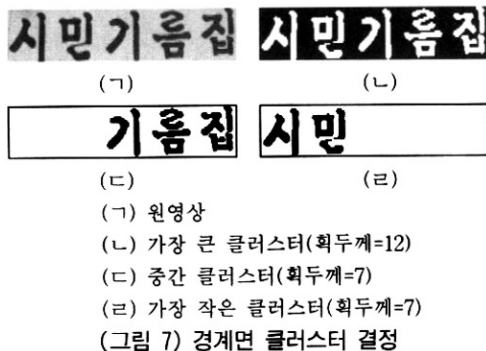 시민기름집 시민기름집
(ㄱ) (ㄴ)
기름집 시민
(ㄷ) (ㄹ)
(ㄱ) 원영상
(ㄴ) 가장 큰 클러스터(획두께=12)
(ㄷ) 중간 클러스터(획두께=7)
(ㄹ) 가장 작은 클러스터(획두께=7)
(그림 7) 경계면 클러스터 결정